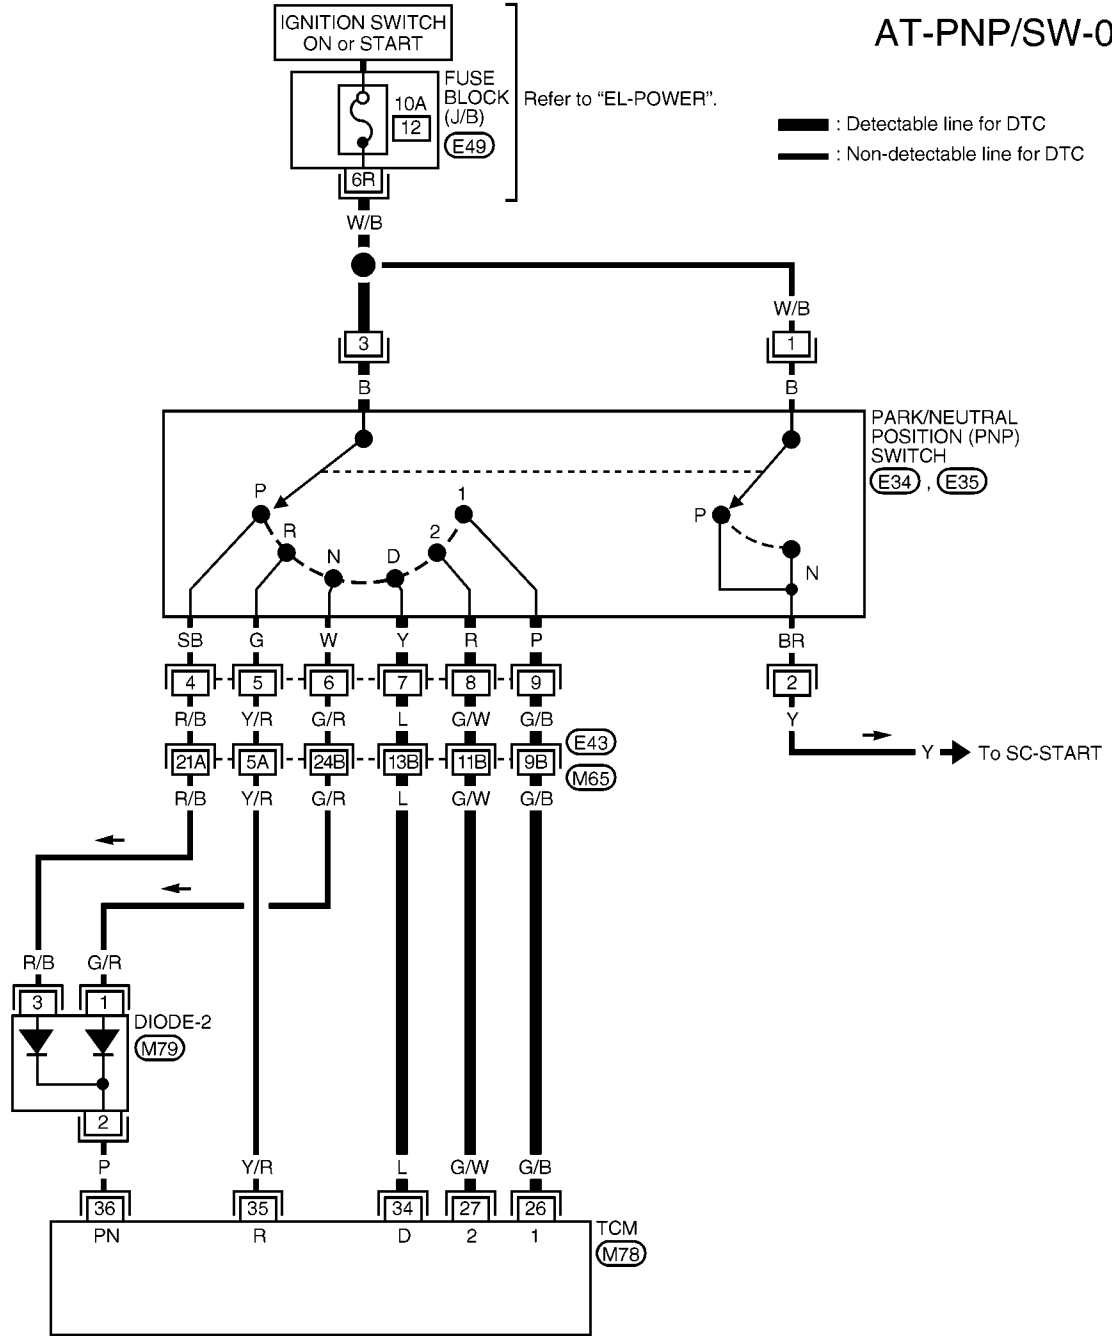 AT-PNP/SW-0
IGNITION SWITCH
ON or START
FUSE
BLOCK
(J/B)
10A
12
E49
Refer to “EL-POWER”.
: Detectable line for DTC
: Non-detectable line for DTC
6R
W/B
W/B
3
1
B
B
PARK/NEUTRAL
POSITION (PNP)
SWITCH
E34 , E35
P
R
N
D
2
1
P
N
SB G W Y R P BR
4 5 6 7 8 9 2
R/B Y/R G/R L G/W G/B Y
E43
21A 5A 24B 13B 11B 9B
M65
Y To SC-START
R/B Y/R G/R L G/W G/B
R/B G/R
3 1
DIODE-2
M79
2
P Y/R L G/W G/B
36 35 34 27 26
PN R D 2 1
TCM
M78